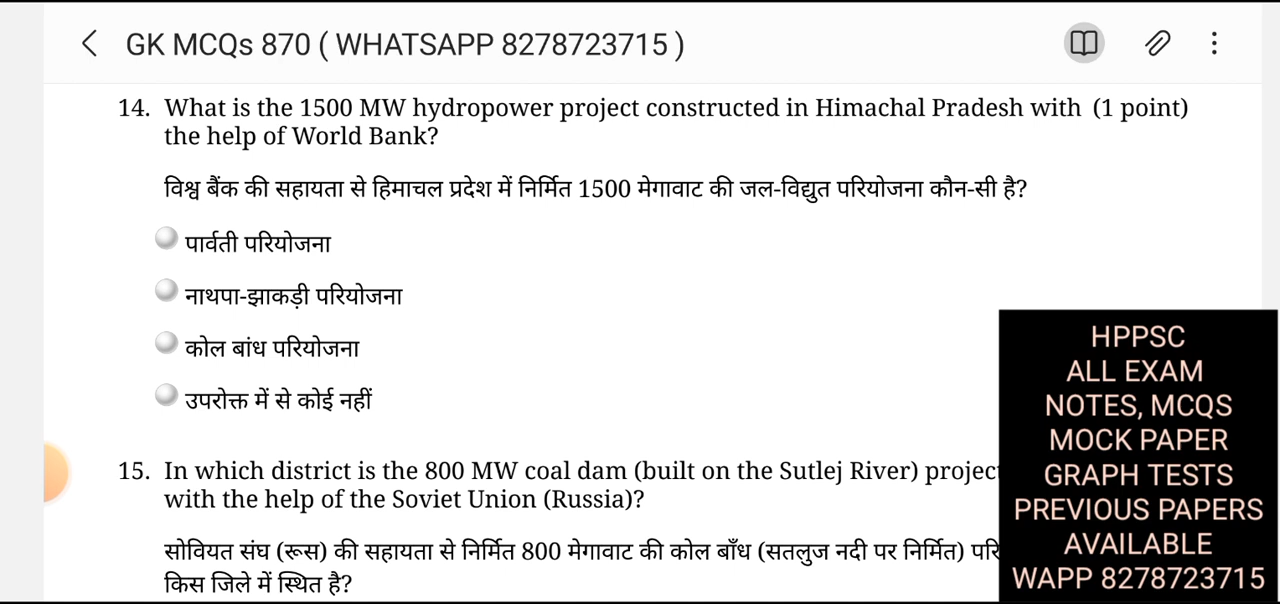 GK MCQs 870 ( WHATSAPP 8278723715 )
14. What is the 1500 MW hydropower project constructed in Himachal Pradesh with (1 point)
the help of World Bank?
विश्व बैंक की सहायता से हिमाचल प्रदेश में निर्मित 1500 मेगावाट की जल-विद्युत परियोजना कौन-सी है?
पार्वती परियोजना
नाथपा-झाकड़ी परियोजना
कोल बांध परियोजना
उपरोक्त में से कोई नहीं
15. In which district is the 800 MW coal dam (built on the Sutlej River)
with the help of the Soviet Union (Russia)?
सोवियत संघ (रूस) की सहायता से निर्मित 800 मेगावाट की कोल बाँध (सतलुज नदी पर निर्मित)
किस जिले में स्थित है?
HPPSC
ALL EXAM
NOTES, MCQS
MOCK PAPER
GRAPH TESTS
PREVIOUS PAPERS
AVAILABLE
WAPP 8278723715